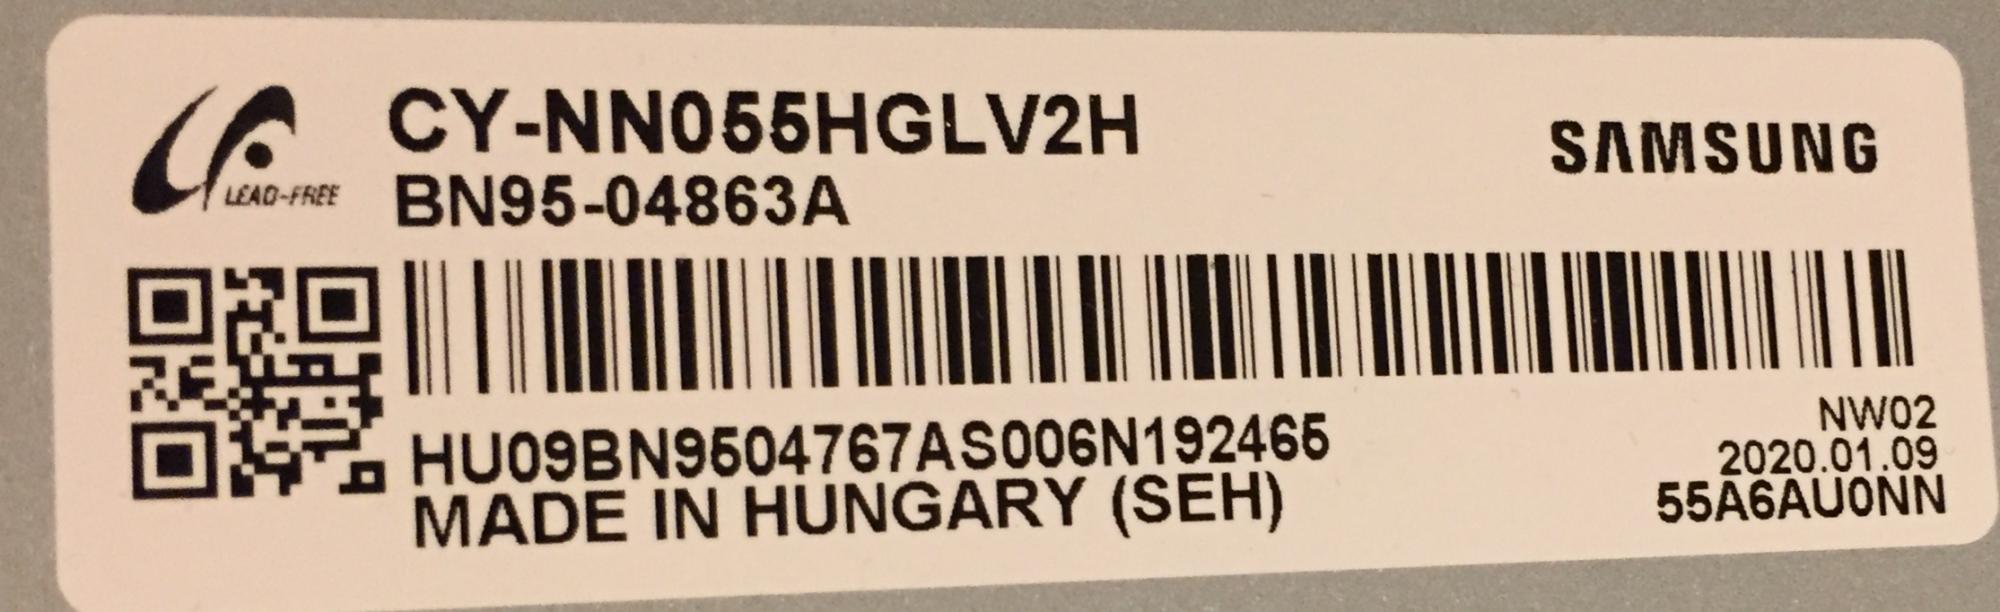 CY-NN055HGLV2H
SAMSUNG
LEAD-FREE
BN95-04863A
HU09BN9504767AS006N192465
NW02
2020.01.09
MADE IN HUNGARY (SEH)
55A6AU0NN